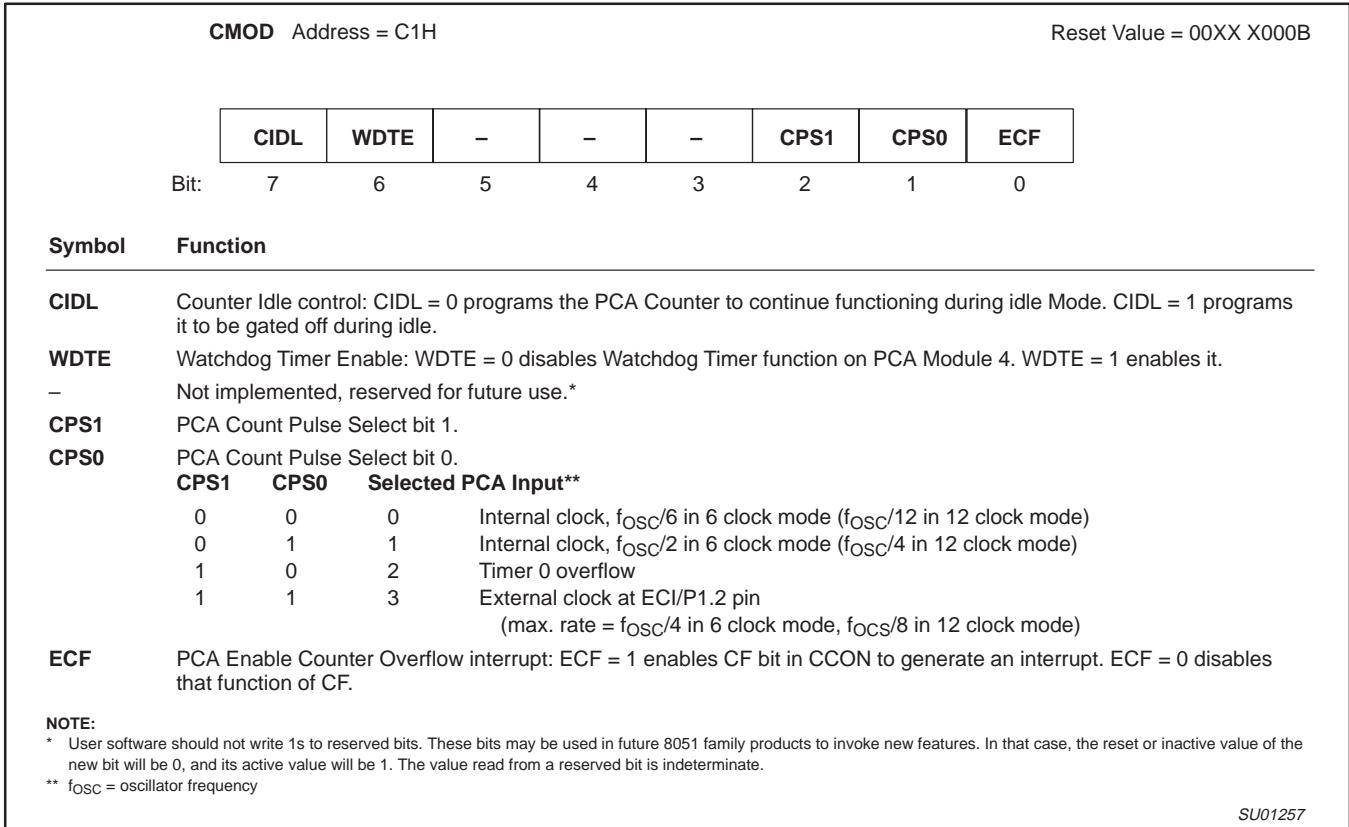 CMOD Address = C1H Reset Value = 00XX X000B
CIDL WDTE – – – CPS1 CPS0 ECF
Bit: 7 6 5 4 3 2 1 0
Symbol Function
CIDL Counter Idle control: CIDL = 0 programs the PCA Counter to continue functioning during idle Mode. CIDL = 1 programs
it to be gated off during idle.
WDTE Watchdog Timer Enable: WDTE = 0 disables Watchdog Timer function on PCA Module 4. WDTE = 1 enables it.
– Not implemented, reserved for future use.*
CPS1 PCA Count Pulse Select bit 1.
CPS0 PCA Count Pulse Select bit 0.
CPS1 CPS0 Selected PCA Input**
0 0 0 Internal clock, fOSC/6 in 6 clock mode (fOSC/12 in 12 clock mode)
0 1 1 Internal clock, fOSC/2 in 6 clock mode (fOSC/4 in 12 clock mode)
1 0 2 Timer 0 overflow
1 1 3 External clock at ECI/P1.2 pin
(max. rate = fOSC/4 in 6 clock mode, fOCS/8 in 12 clock mode)
ECF PCA Enable Counter Overflow interrupt: ECF = 1 enables CF bit in CCON to generate an interrupt. ECF = 0 disables
that function of CF.
NOTE:
* User software should not write 1s to reserved bits. These bits may be used in future 8051 family products to invoke new features. In that case, the reset or inactive value of the
new bit will be 0, and its active value will be 1. The value read from a reserved bit is indeterminate.
** fOSC = oscillator frequency
SU01257